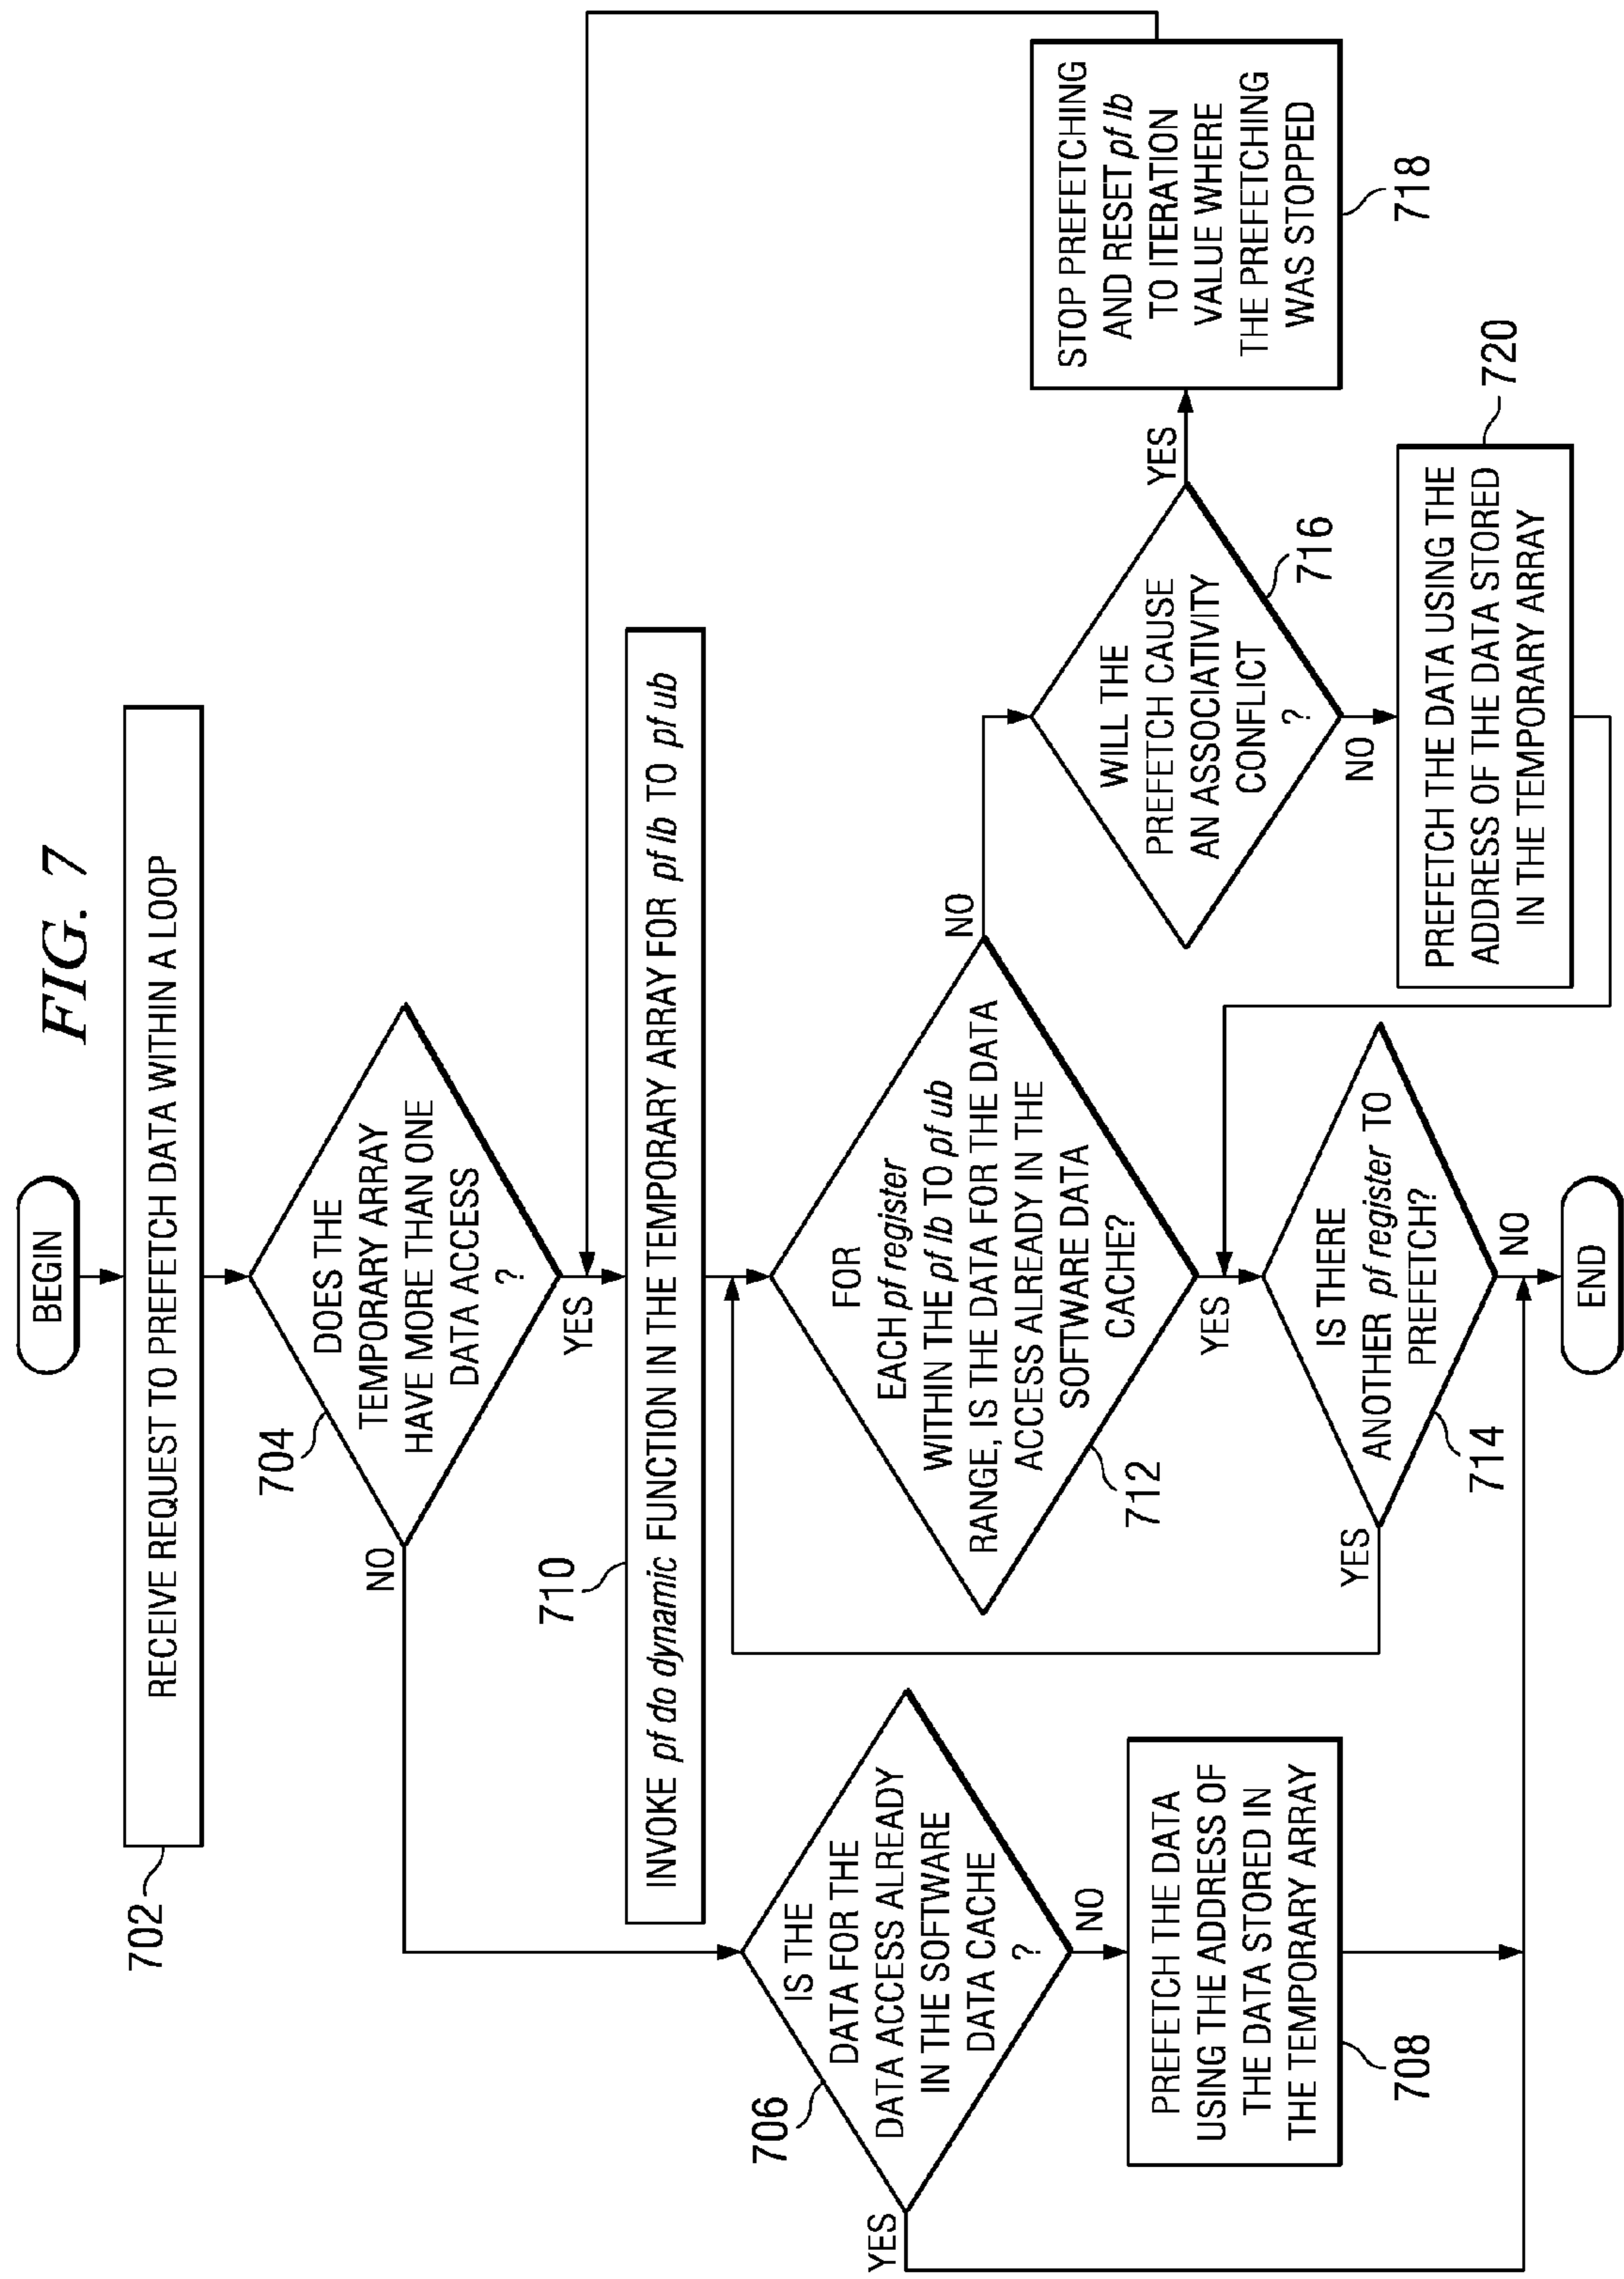 FIG. 7
BEGIN
RECEIVE REQUEST TO PREFETCH DATA WITHIN A LOOP
702
DOES THE
TEMPORARY ARRAY
HAVE MORE THAN ONE
DATA ACCESS
?
704
NO
YES
710
INVOKE pf do dynamic FUNCTION IN THE TEMPORARY ARRAY FOR pf lb TO pf ub
IS THE
DATA FOR THE
DATA ACCESS ALREADY
IN THE SOFTWARE
DATA CACHE
?
706
YES
NO
PREFETCH THE DATA
USING THE ADDRESS OF
THE DATA STORED IN
THE TEMPORARY ARRAY
708
FOR
EACH pf register
WITHIN THE pf lb TO pf ub
RANGE, IS THE DATA FOR THE DATA
ACCESS ALREADY IN THE
SOFTWARE DATA
CACHE?
712
NO
YES
IS THERE
ANOTHER pf register TO
PREFETCH?
714
YES
NO
WILL THE
PREFETCH CAUSE
AN ASSOCIATIVITY
CONFLICT
?
716
YES
NO
STOP PREFETCHING
AND RESET pf lb
TO ITERATION
VALUE WHERE
THE PREFETCHING
WAS STOPPED
718
PREFETCH THE DATA USING THE
ADDRESS OF THE DATA STORED
IN THE TEMPORARY ARRAY
720
END